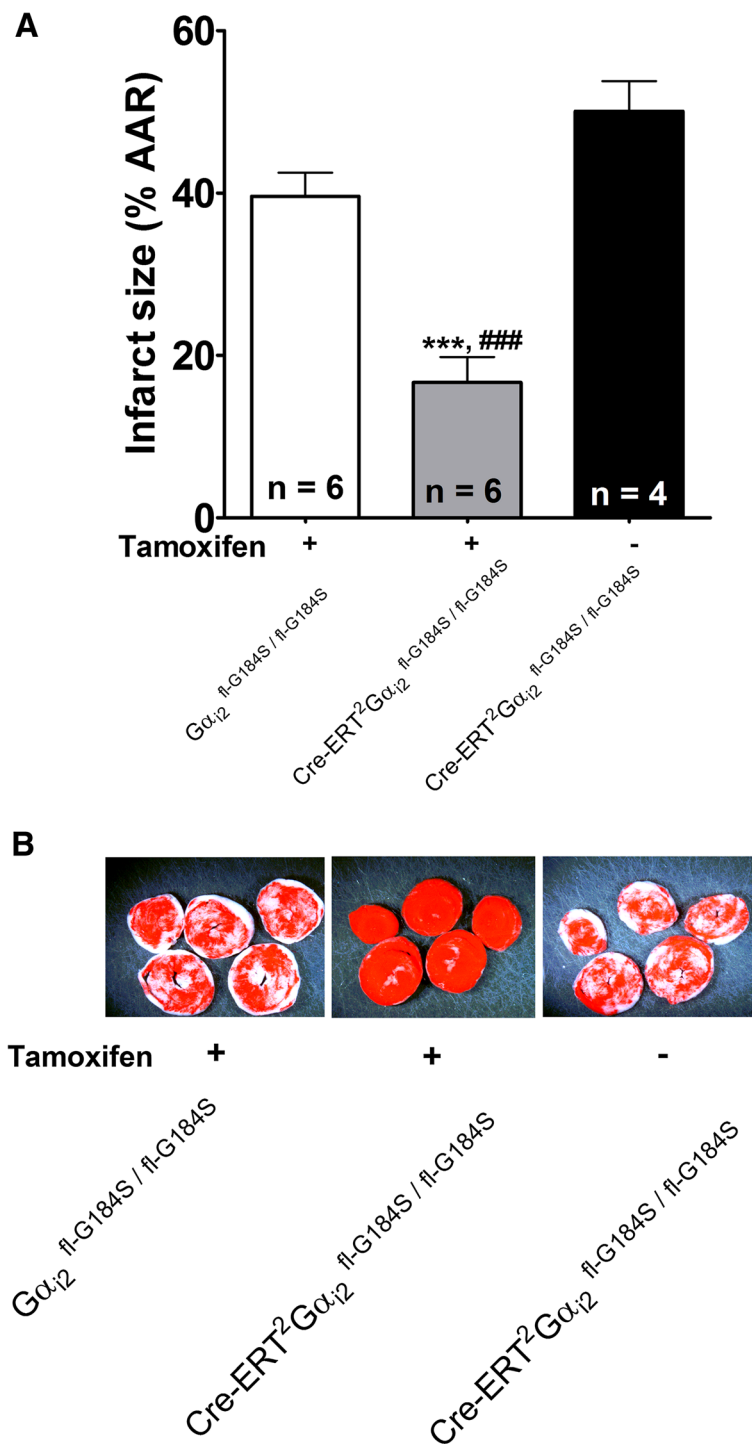 A
Infarct size (% AAR)
60
40
20
0
***, ###
n = 6
n = 6
n = 4
Tamoxifen + + -
Gαi2 fl-G184S / fl-G184S
Cre-ERT²Gαi2 fl-G184S / fl-G184S
Cre-ERT²Gαi2 fl-G184S / fl-G184S
B
Tamoxifen + + -
Gαi2 fl-G184S / fl-G184S
Cre-ERT²Gαi2 fl-G184S / fl-G184S
Cre-ERT²Gαi2 fl-G184S / fl-G184S